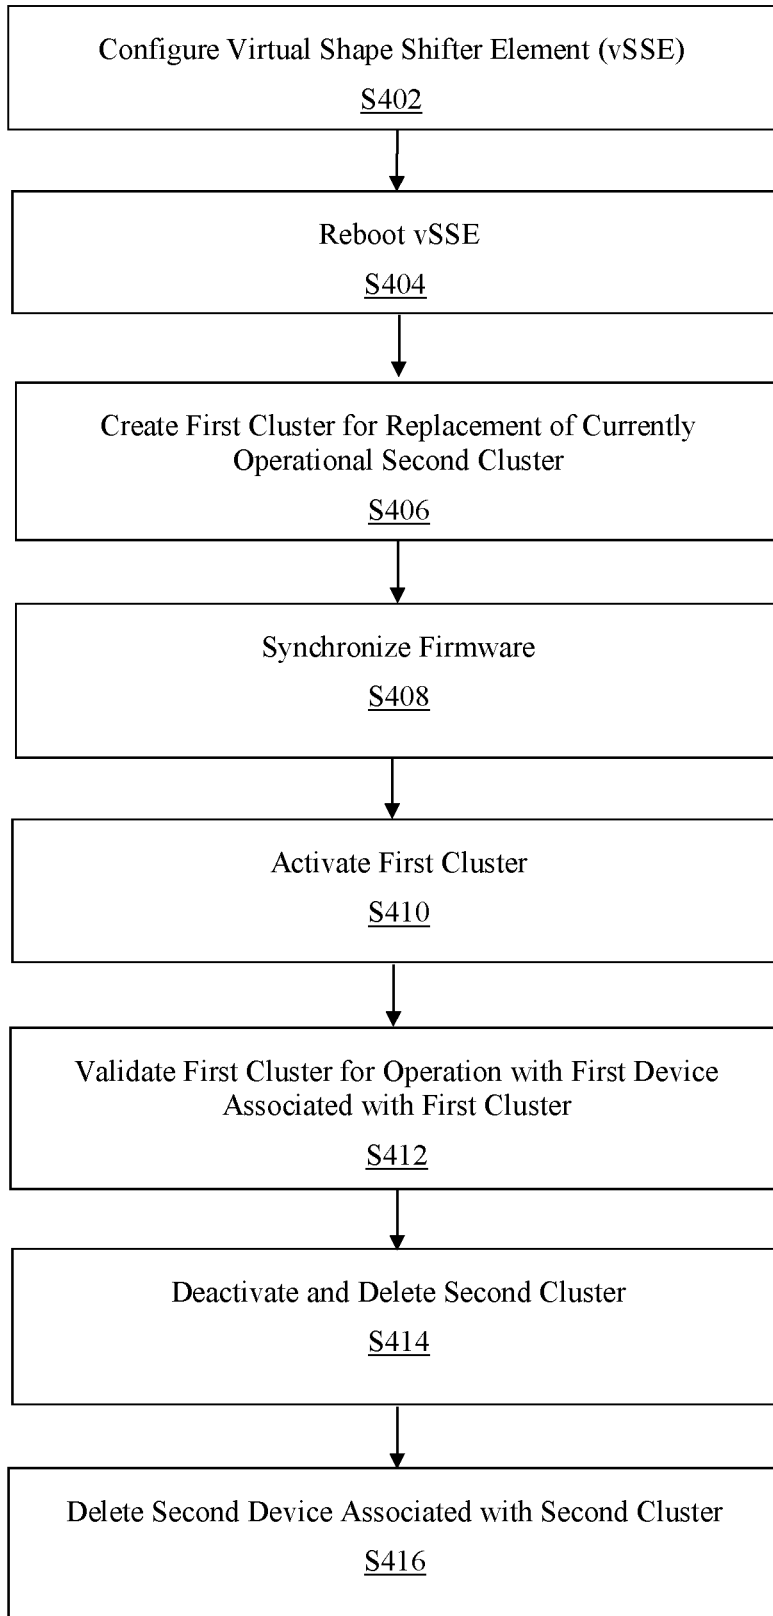 Configure Virtual Shape Shifter Element (vSSE)
S402
Reboot vSSE
S404
Create First Cluster for Replacement of Currently
Operational Second Cluster
S406
Synchronize Firmware
S408
Activate First Cluster
S410
Validate First Cluster for Operation with First Device
Associated with First Cluster
S412
Deactivate and Delete Second Cluster
S414
Delete Second Device Associated with Second Cluster
S416